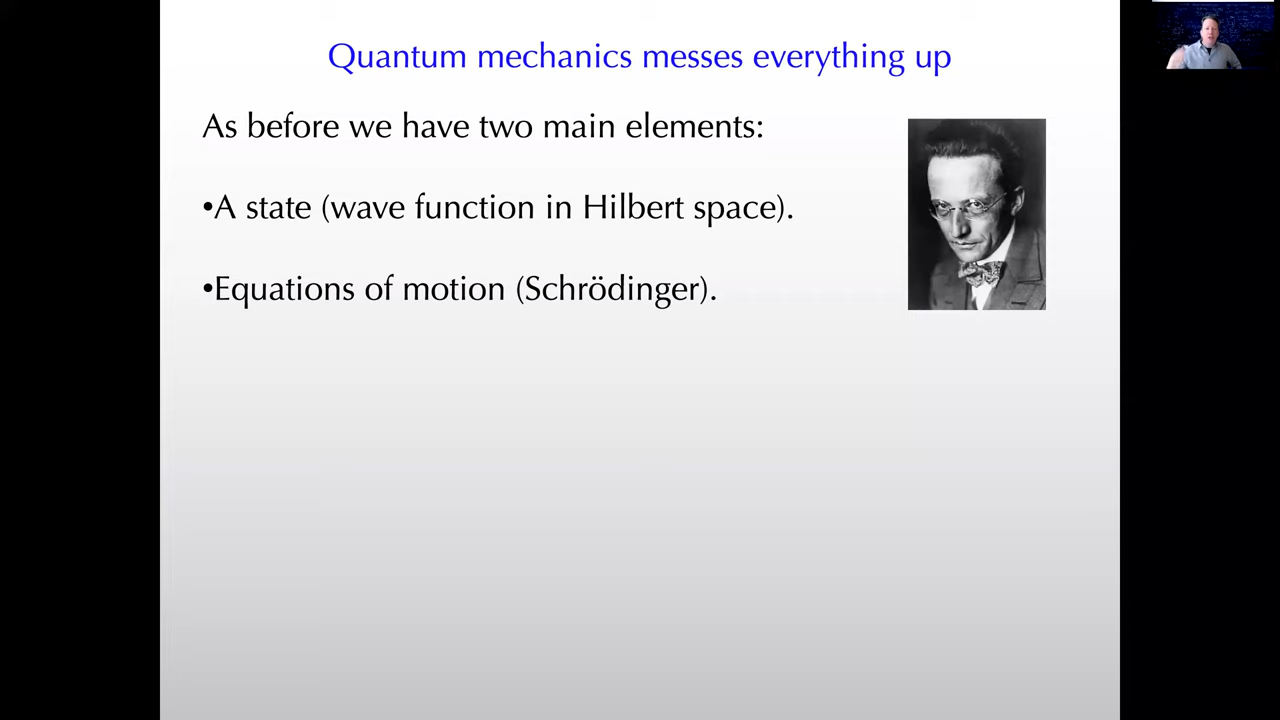 Quantum mechanics messes everything up
As before we have two main elements:
•A state (wave function in Hilbert space).
•Equations of motion (Schrödinger).